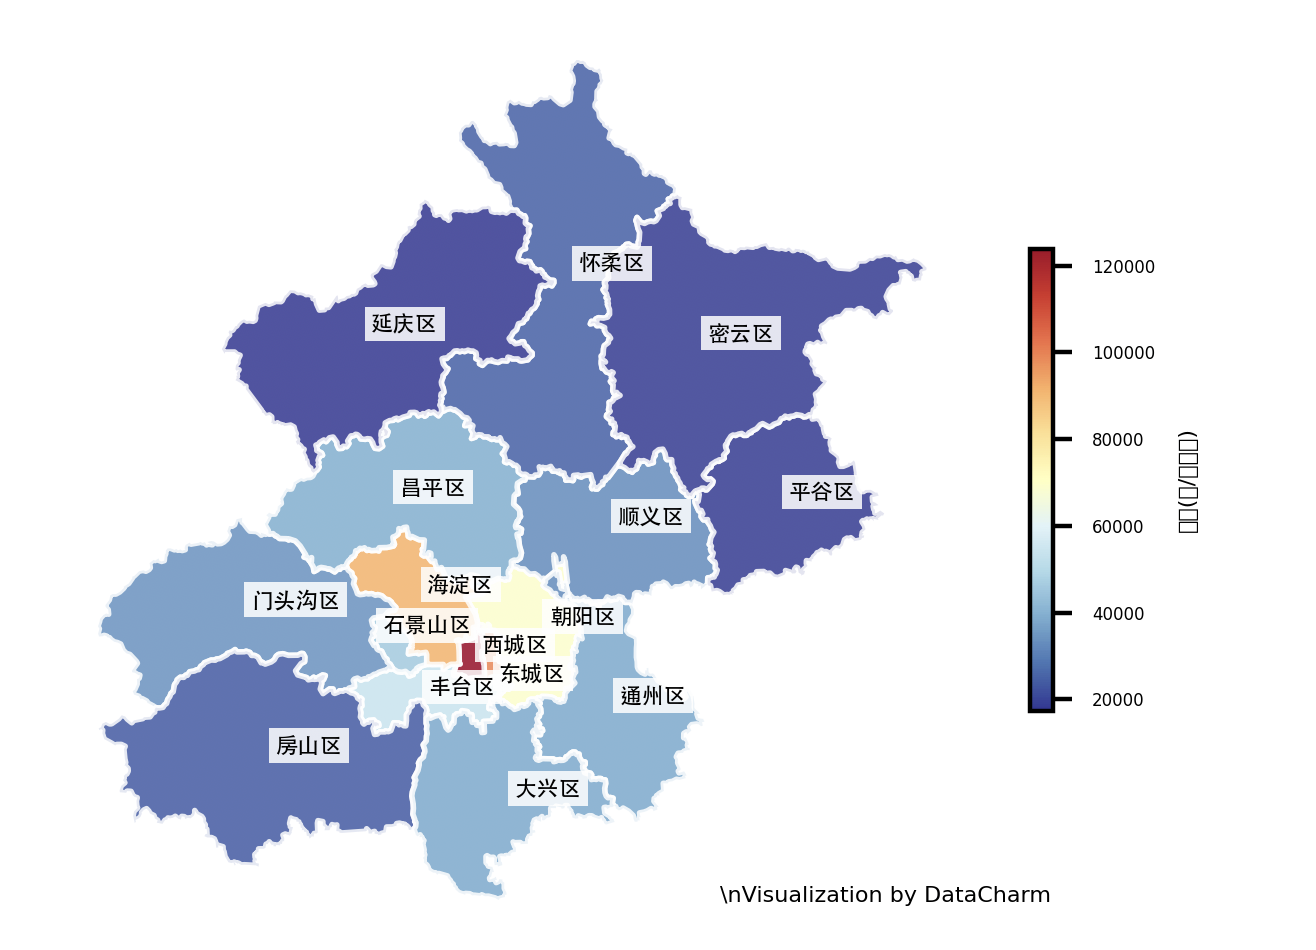 怀柔区
延庆区
密云区
昌平区
平谷区
顺义区
海淀区
门头沟区
朝阳区
石景山区
西城区
东城区
丰台区
通州区
房山区
大兴区
120000
100000
80000
60000
40000
20000
\nVisualization by DataCharm